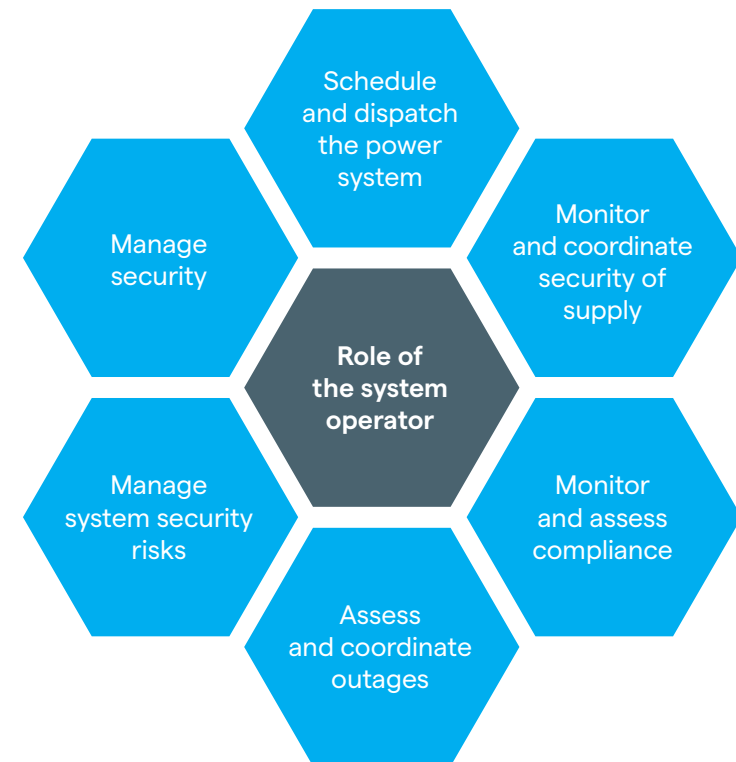 Schedule
and dispatch
the power
system
Manage
security
Monitor
and coordinate
security of
supply
Role of
the system
operator
Manage
system security
risks
Monitor
and assess
compliance
Assess
and coordinate
outages